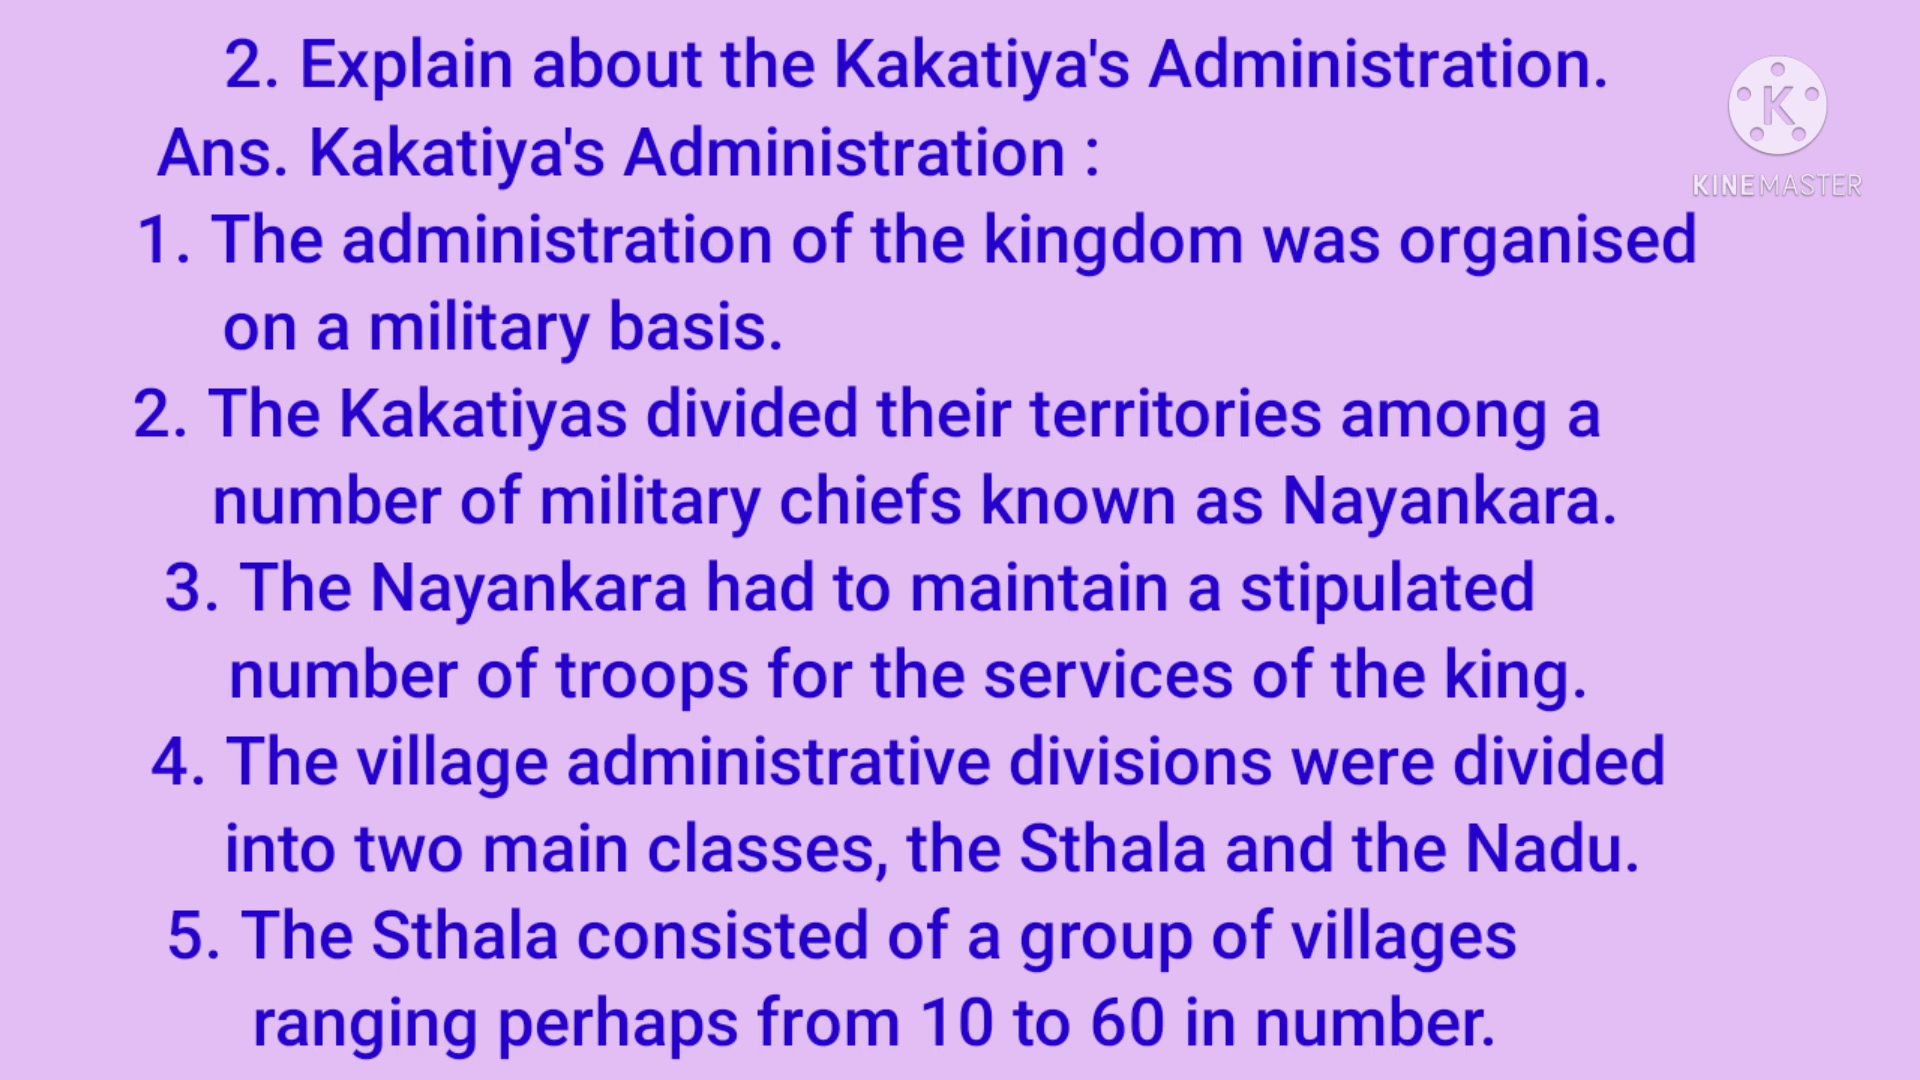 2. Explain about the Kakatiya's Administration.
Ans. Kakatiya's Administration :
1. The administration of the kingdom was organised
on a military basis.
2. The Kakatiyas divided their territories among a
number of military chiefs known as Nayankara.
3. The Nayankara had to maintain a stipulated
number of troops for the services of the king.
4. The village administrative divisions were divided
into two main classes, the Sthala and the Nadu.
5. The Sthala consisted of a group of villages
ranging perhaps from 10 to 60 in number.
K
KINEMASTER